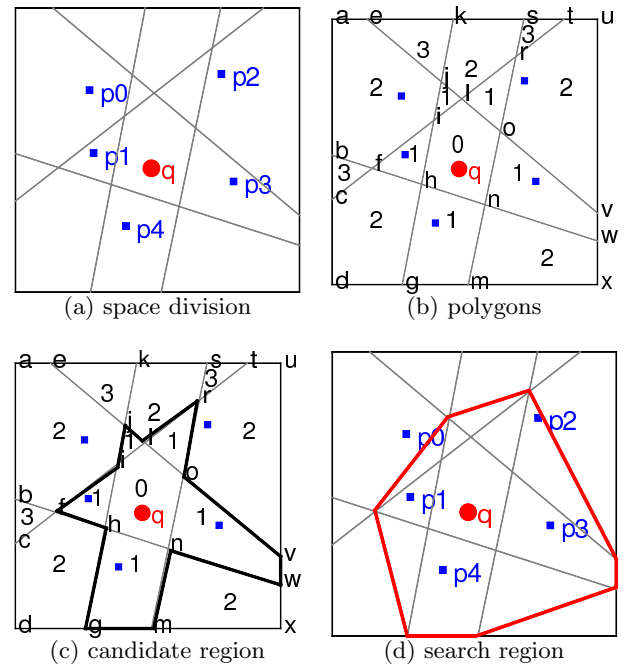 p0
p2
p1
q
p3
p4
(a) space division
a e k s t u
3
3 r
j 2
2 l 1 2
i
0 o
b
f 1
3 h q 1
c n v
2 1 w
2
d g m x
(b) polygons
a e k s t u
3
3 r
j 2
2 1 l 1 2
i o
0
b f 1
3 h q 1
c n v
2 1 w
2
d g m x
(c) candidate region
p2
p0
p1
q
p3
p4
(d) search region